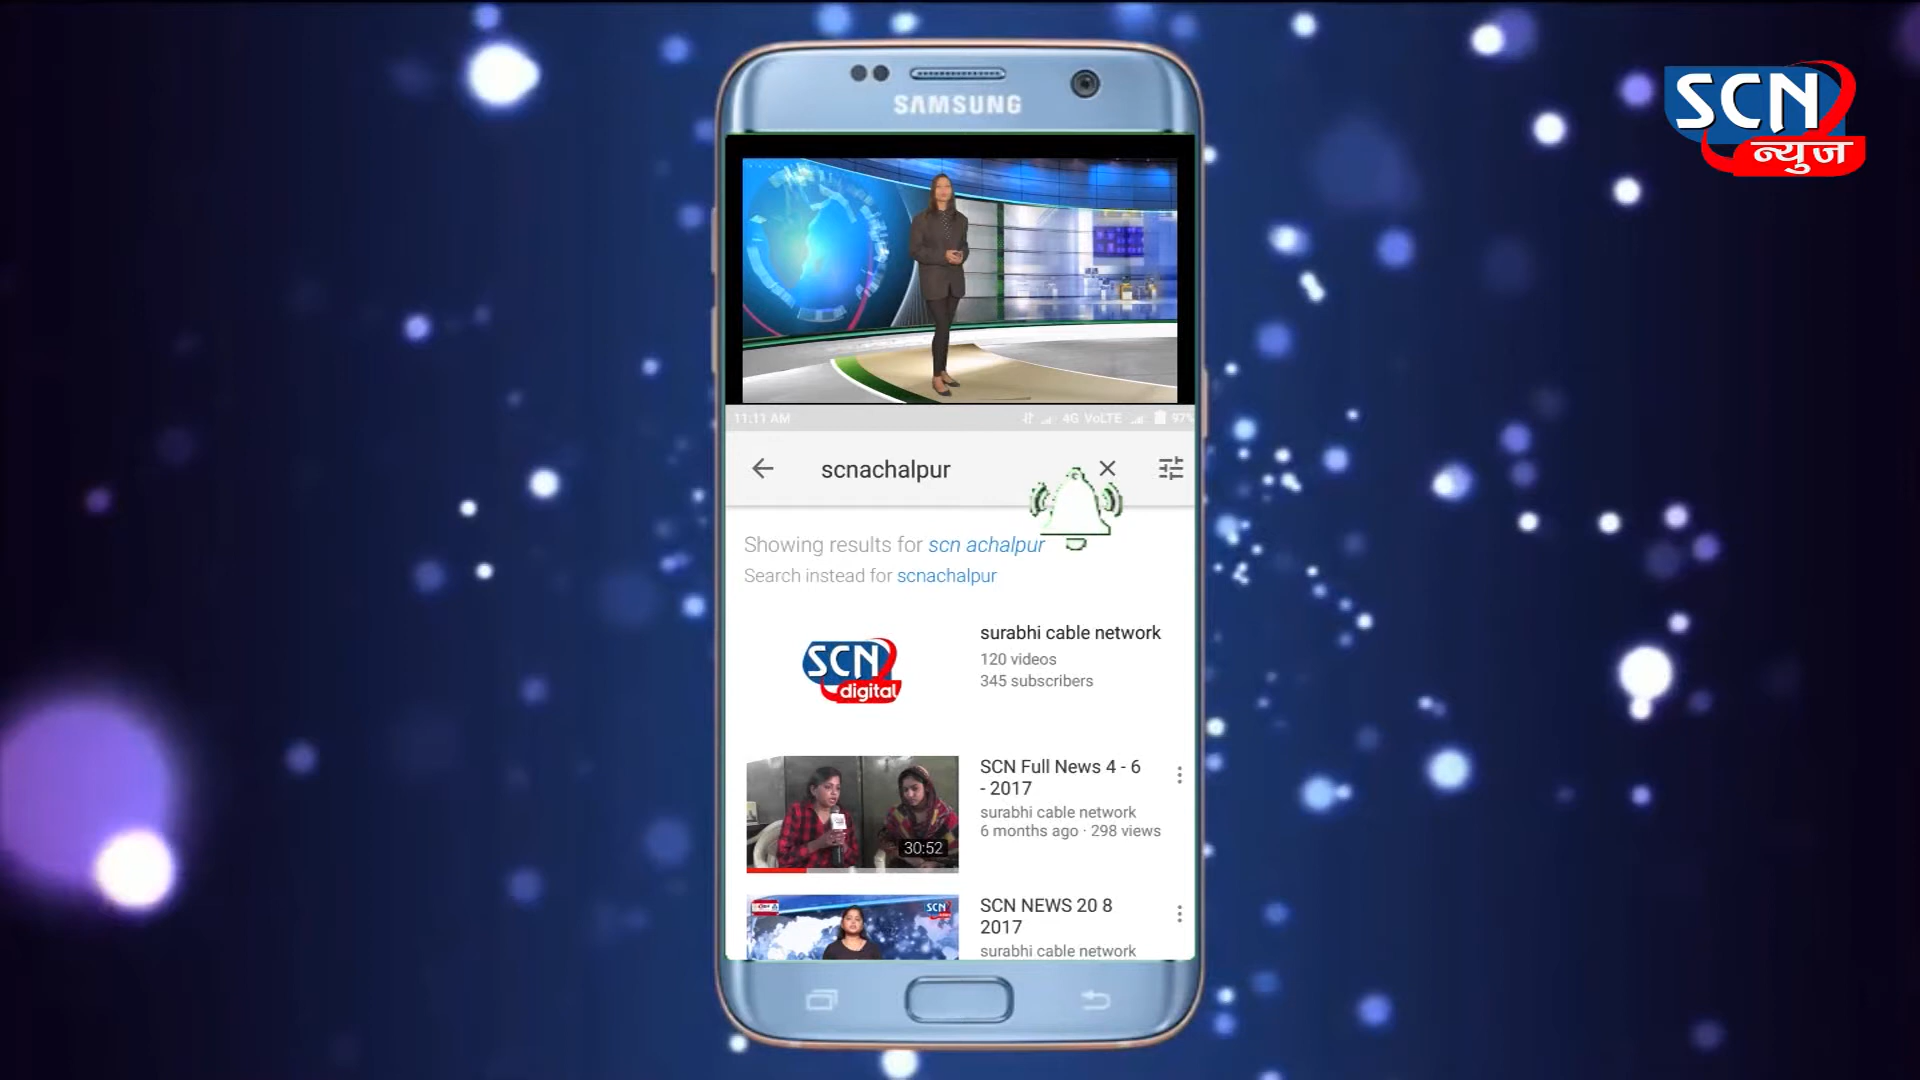 SAMSUNG
SCN
न्युज
11:11 AM
4G VoLTE
97%
scnachalpur
Showing results for scn achalpur
Search instead for scnachalpur
SCN
digital
surabhi cable network
120 videos
345 subscribers
30:52
SCN Full News 4 - 6
- 2017
surabhi cable network
6 months ago · 298 views
SCN
SCN NEWS 20 8
2017
surabhi cable network